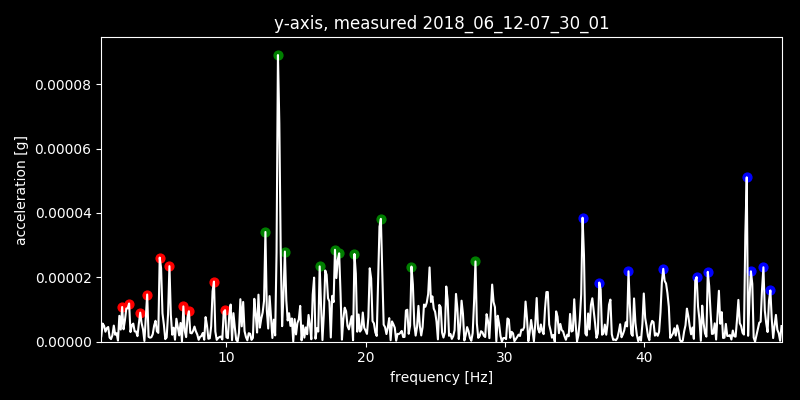 y-axis, measured 2018_06_12-07_30_01
acceleration [g]
0.00008
0.00006
0.00004
0.00002
0.00000
10 20 30 40
frequency [Hz]